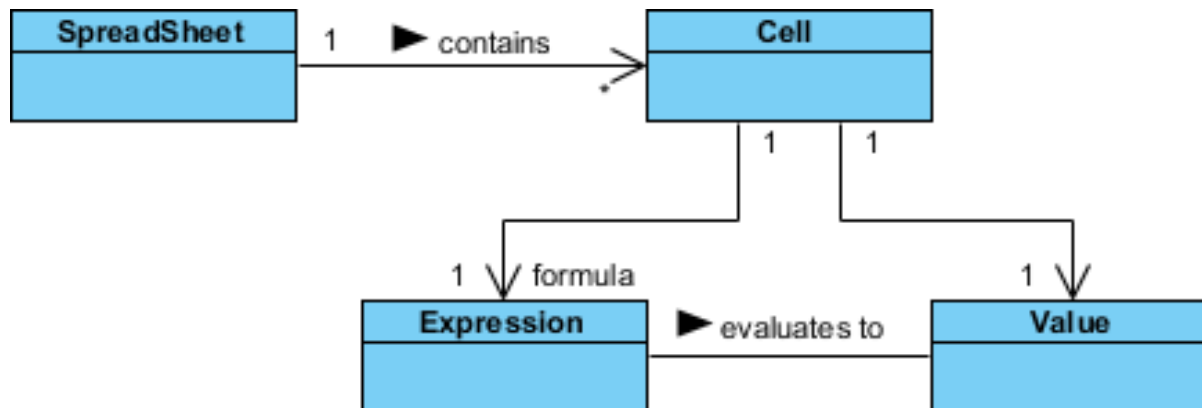 SpreadSheet
1 contains
*
Cell
1
1
1 formula
1
Expression
evaluates to
Value